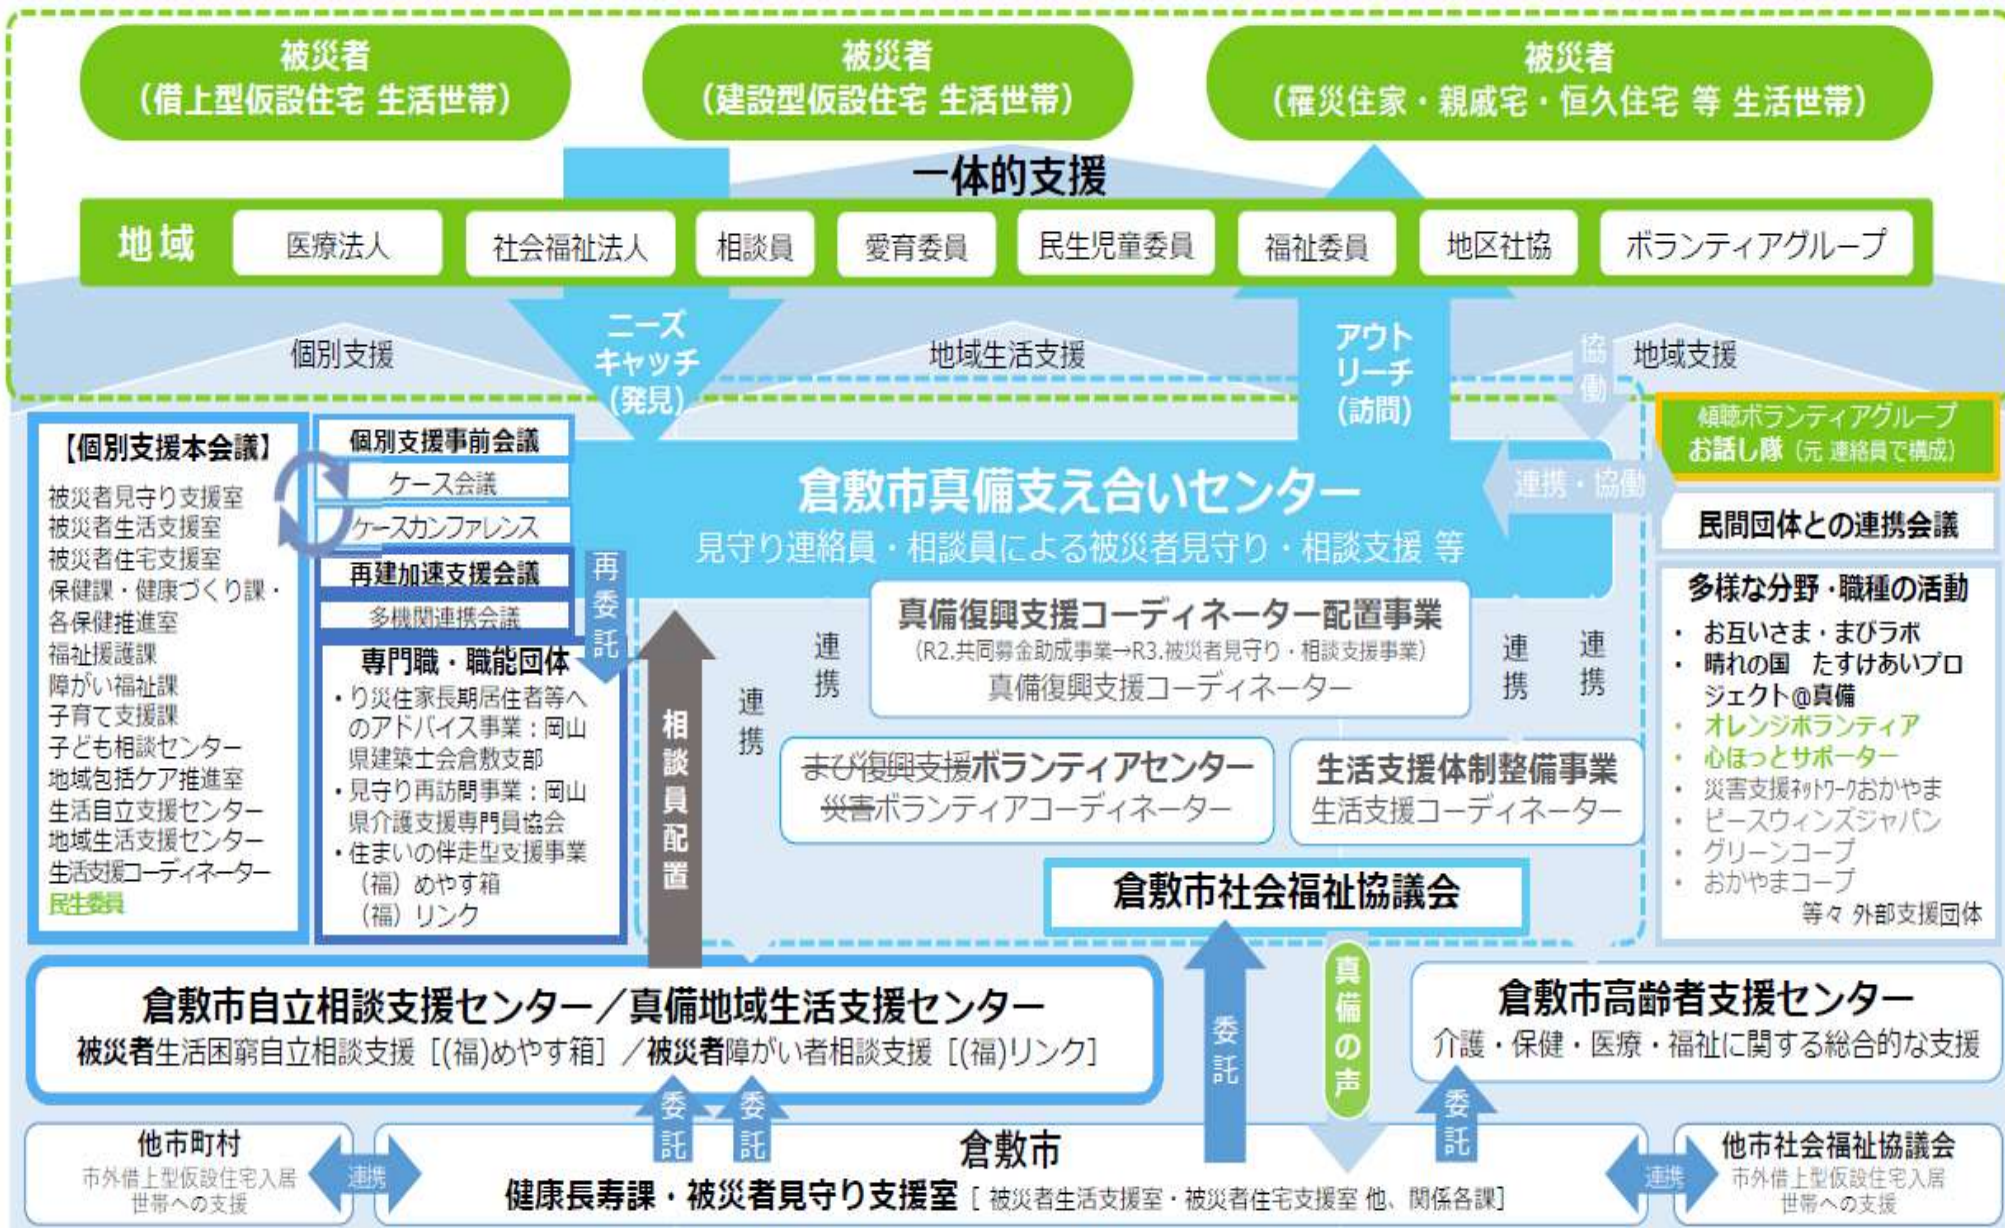 被災者
（借上型仮設住宅 生活世帯）
被災者
（建設型仮設住宅 生活世帯）
被災者
（罹災住家・親戚宅・恒久住宅 等 生活世帯）
一体的支援
地域
医療法人
社会福祉法人
相談員
愛育委員
民生児童委員
福祉委員
地区社協
ボランティアグループ
個別支援
ニーズ
キャッチ
(発見)
地域生活支援
アウト
リーチ
(訪問)
協働
地域支援
【個別支援本会議】
被災者見守り支援室
被災者生活支援室
被災者住宅支援室
保健課・健康づくり課・
各保健推進室
福祉援護課
障がい福祉課
子育て支援課
子ども相談センター
地域包括ケア推進室
生活自立支援センター
地域生活支援センター
生活支援コーディネーター
民生委員
個別支援事前会議
ケース会議
ケースカンファレンス
再建加速支援会議
多機関連携会議
専門職・職能団体
・り災住家長期居住者等へ
のアドバイス事業：岡山
県建築士会倉敷支部
・見守り再訪問事業：岡山
県介護支援専門員協会
・住まいの伴走型支援事業
（福）めやす箱
（福）リンク
再委託
倉敷市真備支え合いセンター
見守り連絡員・相談員による被災者見守り・相談支援 等
連携・協働
傾聴ボランティアグループ
お話し隊（元 連絡員で構成）
民間団体との連携会議
多様な分野・職種の活動
・ お互いさま・まびラボ
・ 晴れの国 たすけあいプロ
ジェクト@真備
・ オレンジボランティア
・ 心ほっとサポーター
・ 災害支援ﾈｯﾄﾜｰｸおかやま
・ ピースウィンズジャパン
・ グリーンコープ
・ おかやまコープ
等々 外部支援団体
相談員配置
連携
連携
真備復興支援コーディネーター配置事業
（R2.共同募金助成事業→R3.被災者見守り・相談支援事業）
真備復興支援コーディネーター
連携
連携
まび復興支援ボランティアセンター
災害ボランティアコーディネーター
生活支援体制整備事業
生活支援コーディネーター
倉敷市社会福祉協議会
倉敷市自立相談支援センター／真備地域生活支援センター
被災者生活困窮自立相談支援［(福)めやす箱］／被災者障がい者相談支援［(福)リンク］
委託
真備の声
倉敷市高齢者支援センター
介護・保健・医療・福祉に関する総合的な支援
委託
委託
委託
他市町村
市外借上型仮設住宅入居
世帯への支援
連携
倉敷市
健康長寿課・被災者見守り支援室［ 被災者生活支援室・被災者住宅支援室 他、関係各課］
連携
他市社会福祉協議会
市外借上型仮設住宅入居
世帯への支援